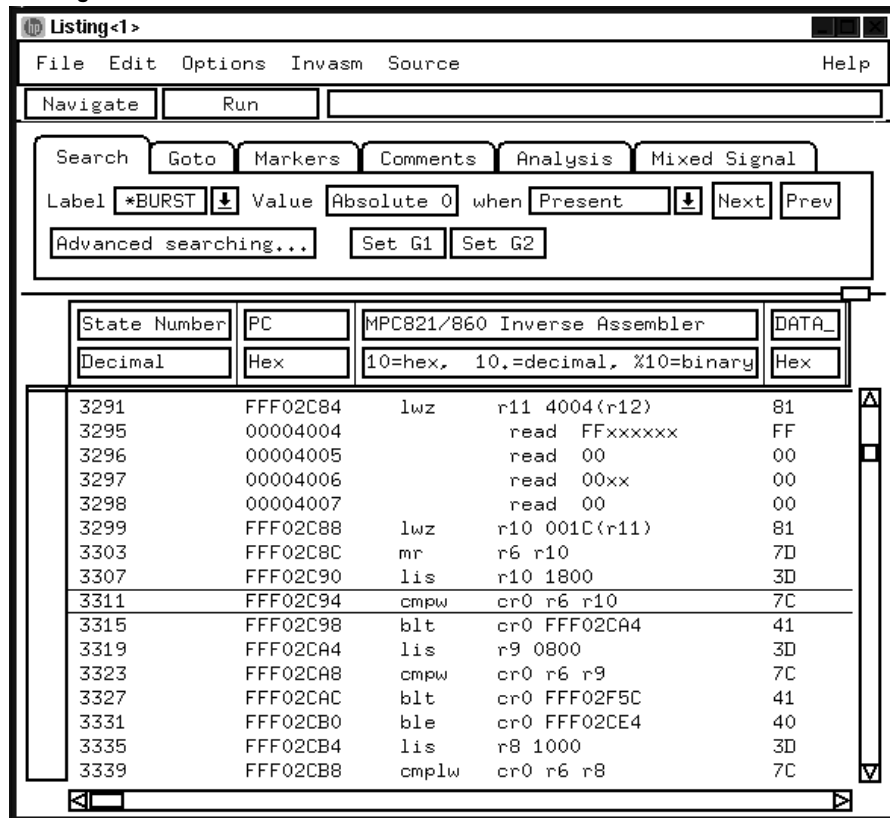 hp Listing<1>
File Edit Options Invasm Source Help
Navigate Run
Search Goto Markers Comments Analysis Mixed Signal
Label *BURST Value Absolute 0 when Present Next Prev
Advanced searching... Set G1 Set G2
State Number PC MPC821/860 Inverse Assembler DATA_
Decimal Hex 10=hex, 10.=decimal, %10=binary Hex
3291 FFF02C84 lwz r11 4004(r12) 81
3295 00004004 read FFxxxxxx FF
3296 00004005 read 00 00
3297 00004006 read 00xx 00
3298 00004007 read 00 00
3299 FFF02C88 lwz r10 001C(r11) 81
3303 FFF02C8C mr r6 r10 7D
3307 FFF02C90 lis r10 1800 3D
3311 FFF02C94 cmpw cr0 r6 r10 7C
3315 FFF02C98 blt cr0 FFF02CA4 41
3319 FFF02CA4 lis r9 0800 3D
3323 FFF02CA8 cmpw cr0 r6 r9 7C
3327 FFF02CAC blt cr0 FFF02F5C 41
3331 FFF02CB0 ble cr0 FFF02CE4 40
3335 FFF02CB4 lis r8 1000 3D
3339 FFF02CB8 cmplw cr0 r6 r8 7C